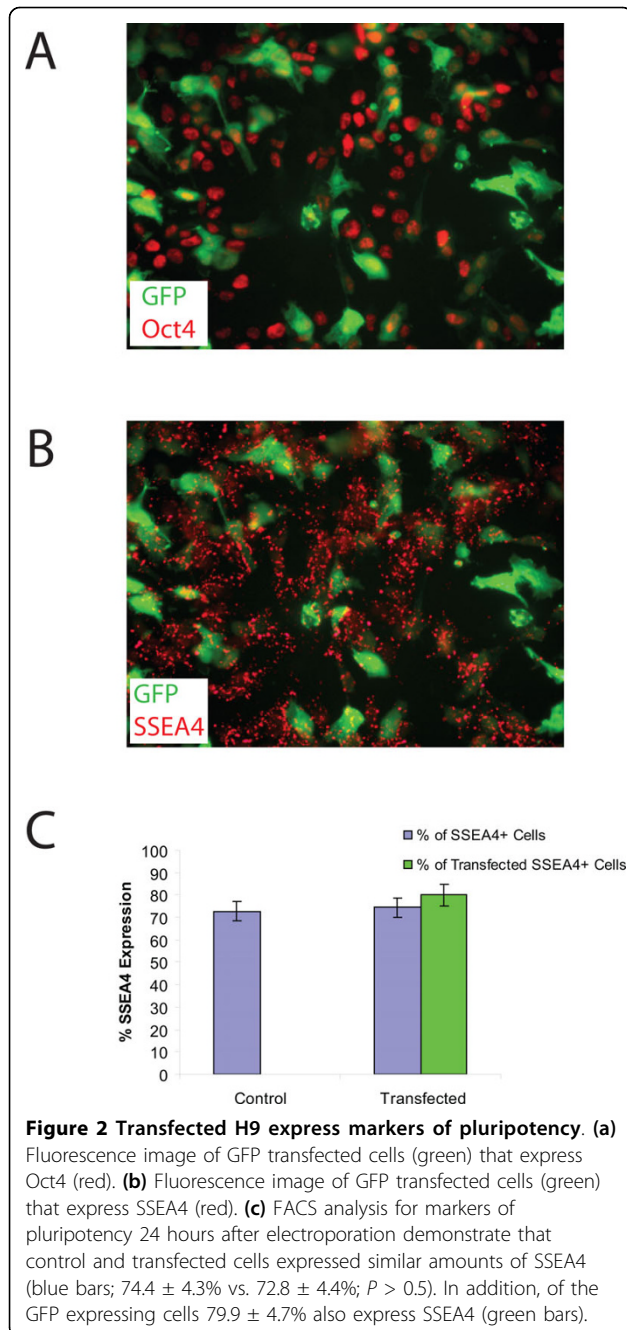 A
GFP
Oct4
B
GFP
SSEA4
C
% of SSEA4+ Cells
% of Transfected SSEA4+ Cells
% SSEA4 Expression
100
90
80
70
60
50
40
30
20
10
0
Control
Transfected
Figure 2 Transfected H9 express markers of pluripotency. (a)
Fluorescence image of GFP transfected cells (green) that express
Oct4 (red). (b) Fluorescence image of GFP transfected cells (green)
that express SSEA4 (red). (c) FACS analysis for markers of
pluripotency 24 hours after electroporation demonstrate that
control and transfected cells expressed similar amounts of SSEA4
(blue bars; 74.4 ± 4.3% vs. 72.8 ± 4.4%; P > 0.5). In addition, of the
GFP expressing cells 79.9 ± 4.7% also express SSEA4 (green bars).